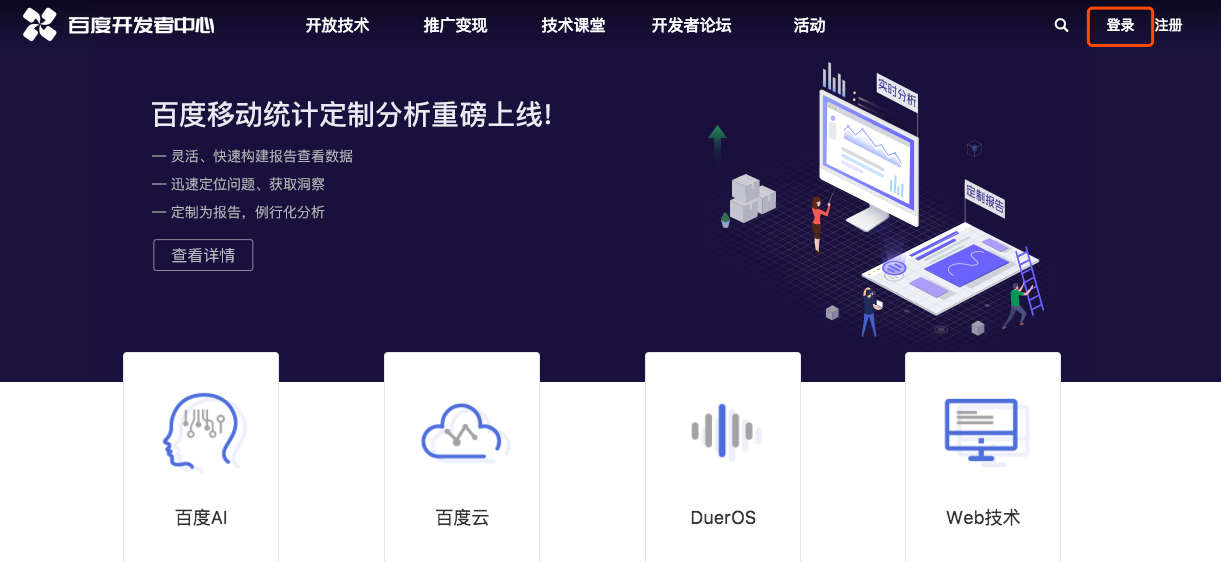 百度开发者中心 开放技术 推广变现 技术课堂 开发者论坛 活动 登录 注册
百度移动统计定制分析重磅上线!
— 灵活、快速构建报告查看数据
— 迅速定位问题、获取洞察
— 定制为报告，例行化分析
查看详情
实时分析
定制报告
百度AI 百度云 DuerOS Web技术